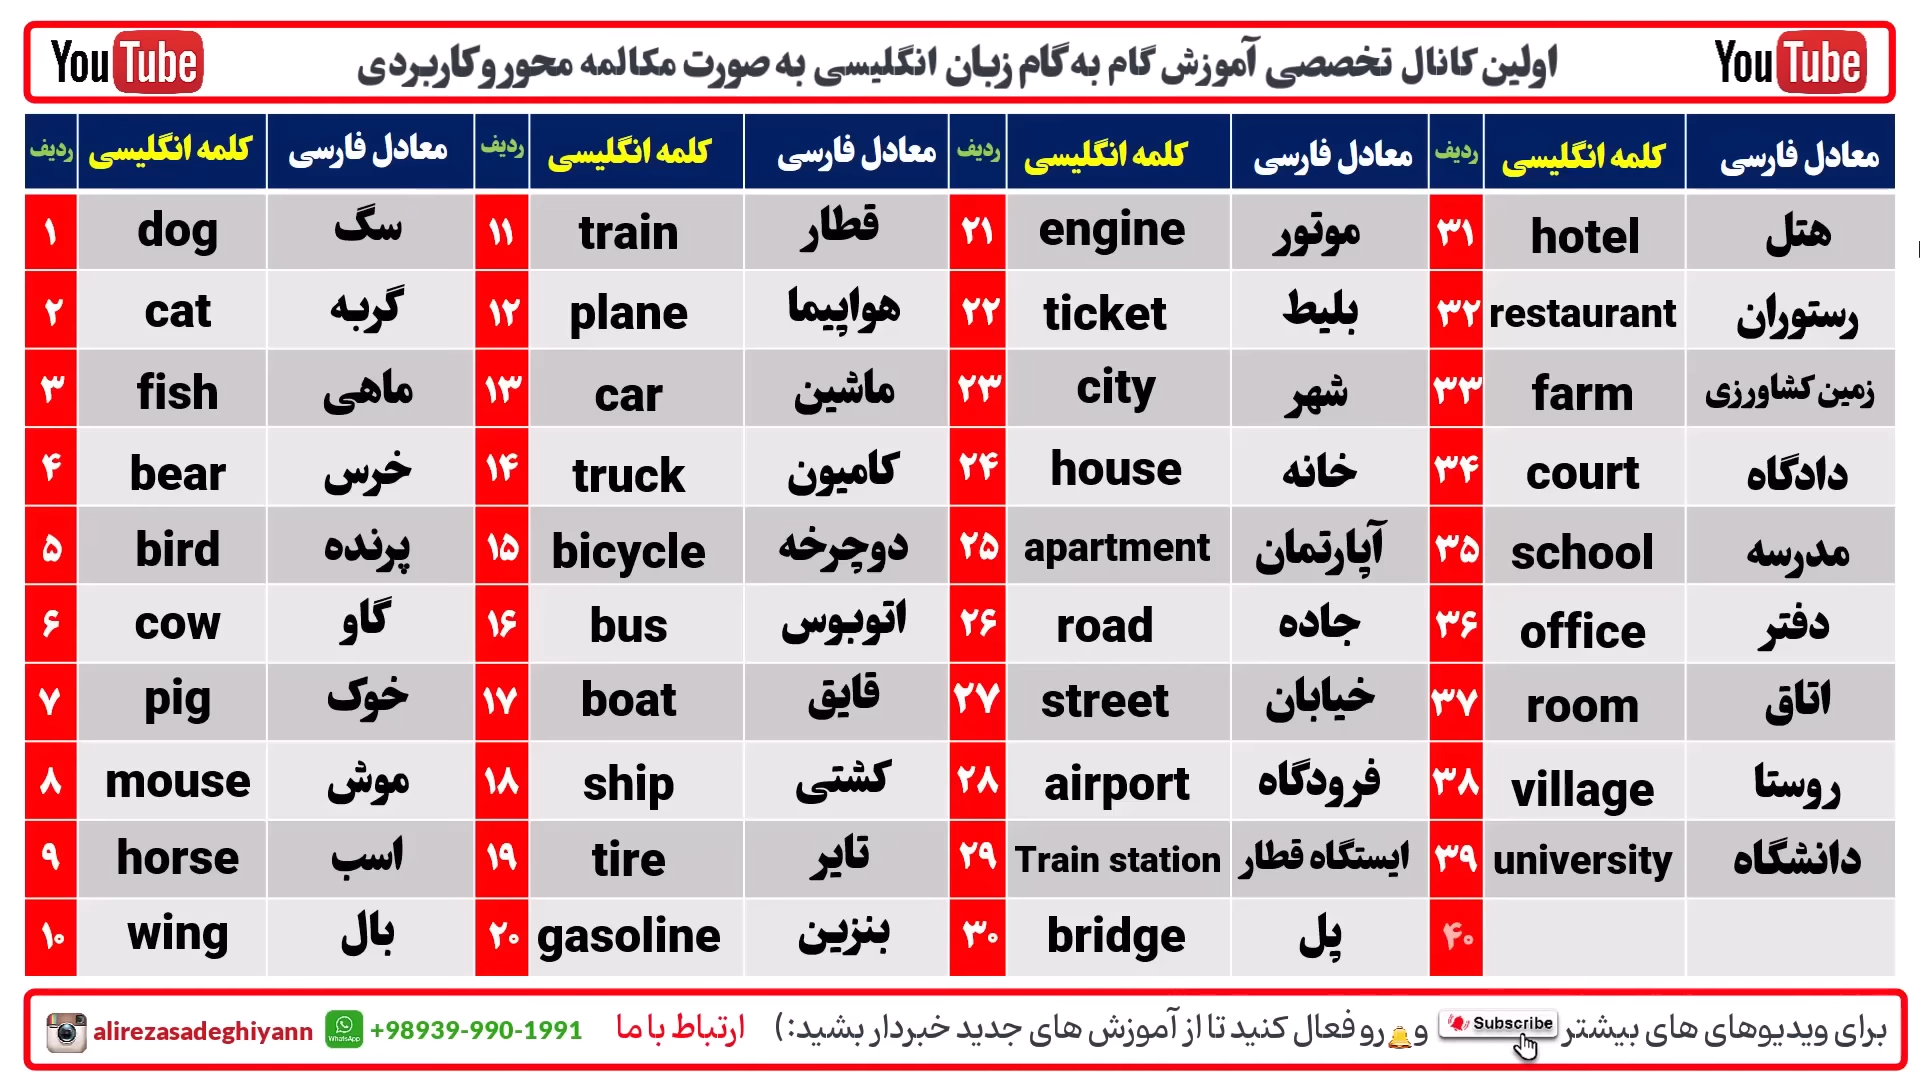 YouTube اولین کانال تخصصی آموزش گام به گام زبان انگلیسی به صورت مکالمه محور و کاربردی YouTube
ردیف کلمه انگلیسی معادل فارسی ردیف کلمه انگلیسی معادل فارسی ردیف کلمه انگلیسی معادل فارسی ردیف کلمه انگلیسی معادل فارسی
۱ dog سگ ۱۱ train قطار ۲۱ engine موتور ۳۱ hotel هتل
۲ cat گربه ۱۲ plane هواپیما ۲۲ ticket بلیط ۳۲ restaurant رستوران
۳ fish ماهی ۱۳ car ماشین ۲۳ city شهر ۳۳ farm زمین کشاورزی
۴ bear خرس ۱۴ truck کامیون ۲۴ house خانه ۳۴ court دادگاه
۵ bird پرنده ۱۵ bicycle دوچرخه ۲۵ apartment آپارتمان ۳۵ school مدرسه
۶ cow گاو ۱۶ bus اتوبوس ۲۶ road جاده ۳۶ office دفتر
۷ pig خوک ۱۷ boat قایق ۲۷ street خیابان ۳۷ room اتاق
۸ mouse موش ۱۸ ship کشتی ۲۸ airport فرودگاه ۳۸ village روستا
۹ horse اسب ۱۹ tire تایر ۲۹ Train station ایستگاه قطار ۳۹ university دانشگاه
۱۰ wing بال ۲۰ gasoline بنزین ۳۰ bridge پل ۴۰
برای ویدیوهای های بیشتر Subscribe و رو فعال کنید تا از آموزش های جدید خبردار بشید:) ارتباط با ما +98939-990-1991 WhatsApp alirezasadeghiyann